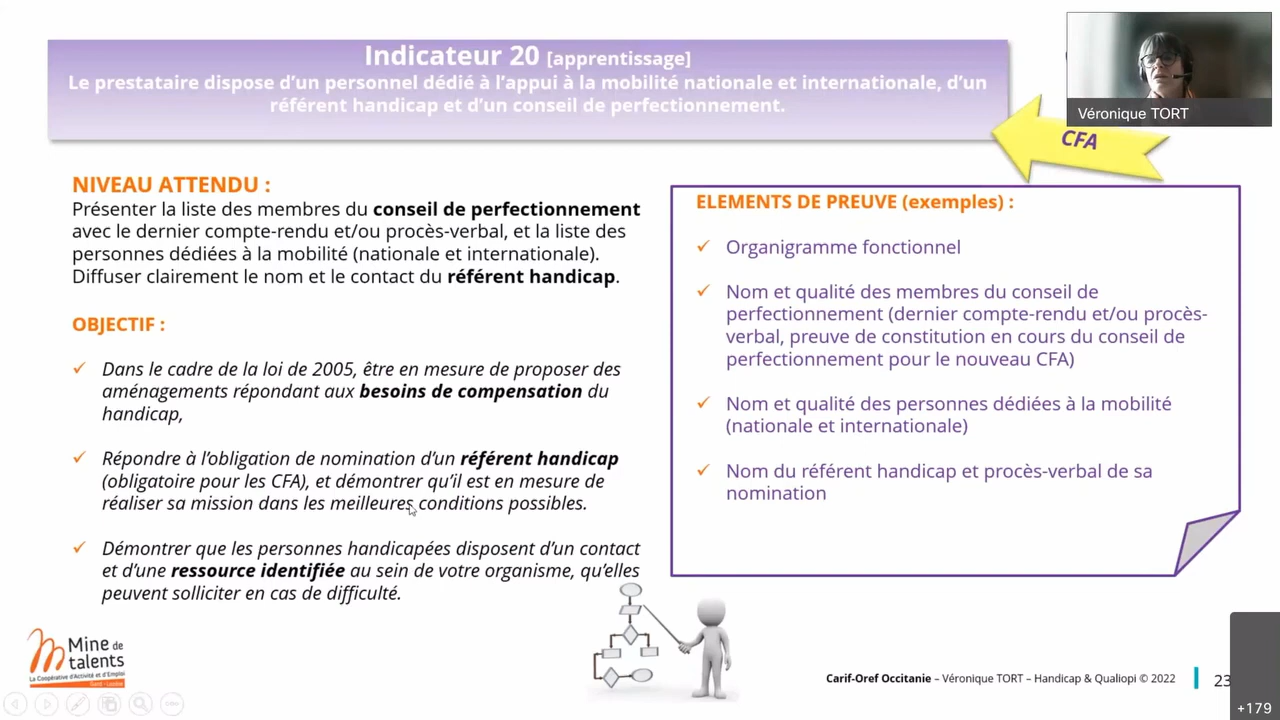 Indicateur 20 [apprentissage]
Le prestataire dispose d’un personnel dédié à l’appui à la mobilité nationale et internationale, d’un
référent handicap et d’un conseil de perfectionnement.
Véronique TORT
CFA
NIVEAU ATTENDU :
Présenter la liste des membres du conseil de perfectionnement
avec le dernier compte-rendu et/ou procès-verbal, et la liste des
personnes dédiées à la mobilité (nationale et internationale).
Diffuser clairement le nom et le contact du référent handicap.
OBJECTIF :
✓ Dans le cadre de la loi de 2005, être en mesure de proposer des
aménagements répondant aux besoins de compensation du
handicap,
✓ Répondre à l’obligation de nomination d’un référent handicap
(obligatoire pour les CFA), et démontrer qu’il est en mesure de
réaliser sa mission dans les meilleures conditions possibles.
✓ Démontrer que les personnes handicapées disposent d’un contact
et d’une ressource identifiée au sein de votre organisme, qu’elles
peuvent solliciter en cas de difficulté.
ELEMENTS DE PREUVE (exemples) :
✓ Organigramme fonctionnel
✓ Nom et qualité des membres du conseil de
perfectionnement (dernier compte-rendu et/ou procès-
verbal, preuve de constitution en cours du conseil de
perfectionnement pour le nouveau CFA)
✓ Nom et qualité des personnes dédiées à la mobilité
(nationale et internationale)
✓ Nom du référent handicap et procès-verbal de sa
nomination
Mine de
talents
La Coopérative d’Activité et d’Emploi
Carif-Oref Occitanie – Véronique TORT – Handicap & Qualiopi © 2022
23
+179